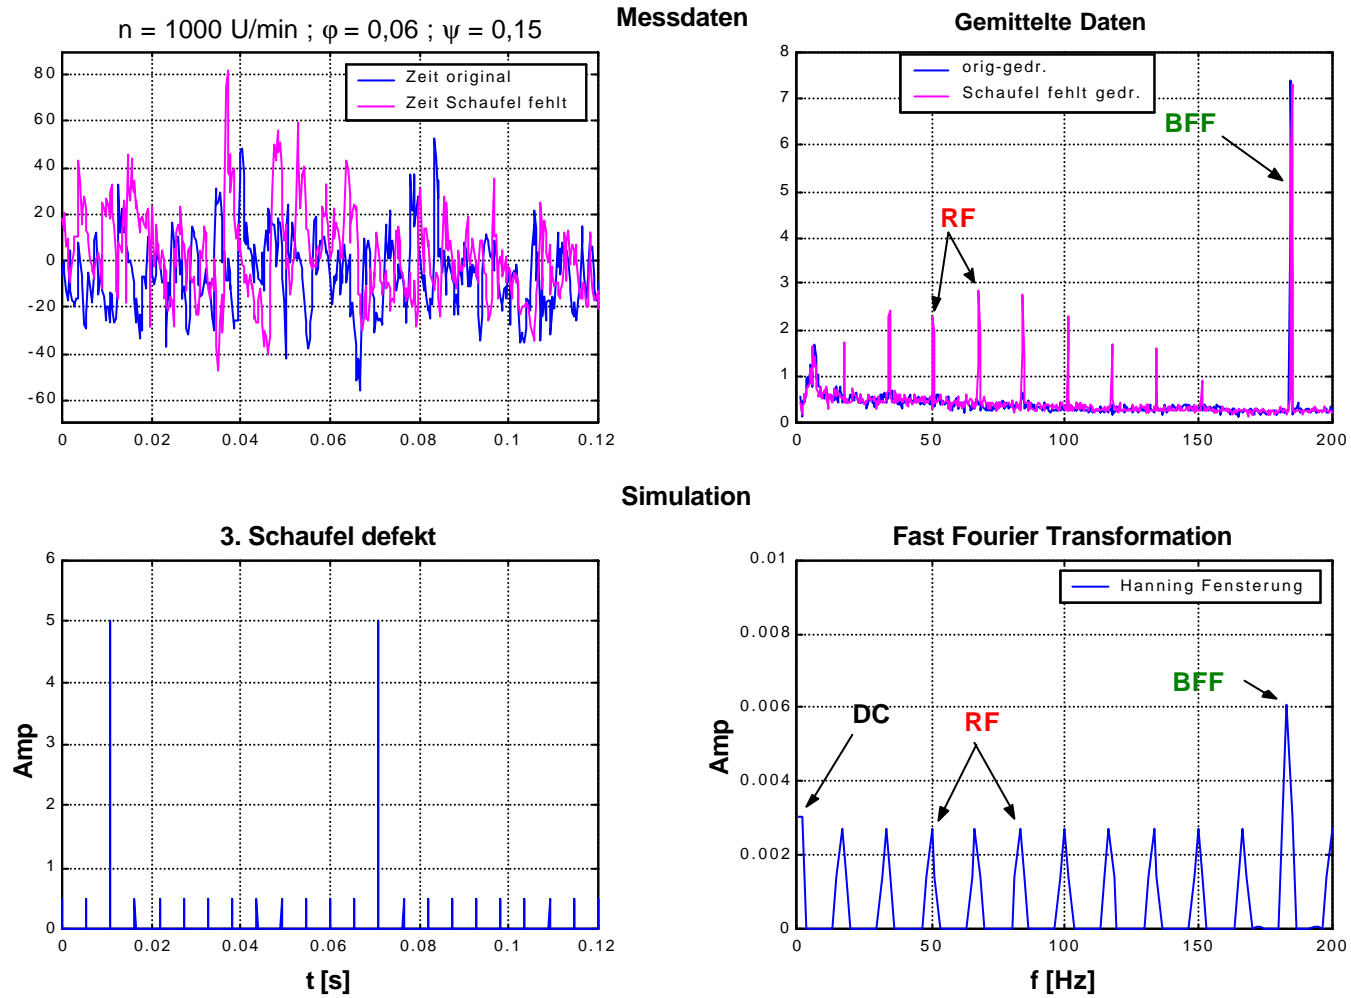 Messdaten
n = 1000 U/min ; φ = 0,06 ; ψ = 0,15
Zeit original
Zeit Schaufel fehlt
80
60
40
20
0
-20
-40
-60
0 0.02 0.04 0.06 0.08 0.1 0.12
Gemittelte Daten
orig-gedr.
Schaufel fehlt gedr.
BFF
RF
8
7
6
5
4
3
2
1
0
0 50 100 150 200
Simulation
3. Schaufel defekt
Amp
6
5
4
3
2
1
0
0 0.02 0.04 0.06 0.08 0.1 0.12
t [s]
Fast Fourier Transformation
Hanning Fensterung
BFF
DC
RF
Amp
0.01
0.008
0.006
0.004
0.002
0
0 50 100 150 200
f [Hz]